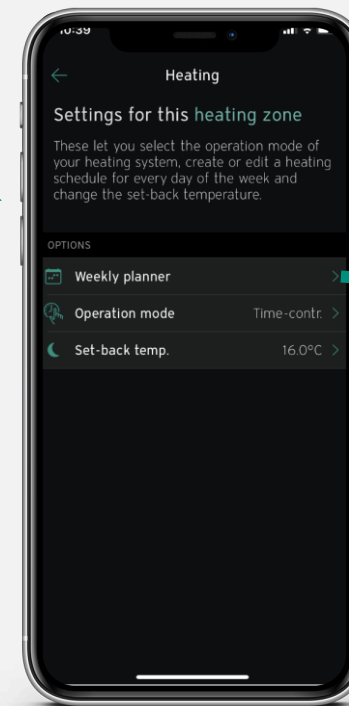 10:39
Heating
Settings for this heating zone
These let you select the operation mode of
your heating system, create or edit a heating
schedule for every day of the week and
change the set-back temperature.
OPTIONS
Weekly planner
Operation mode Time-contr.
Set-back temp. 16.0°C